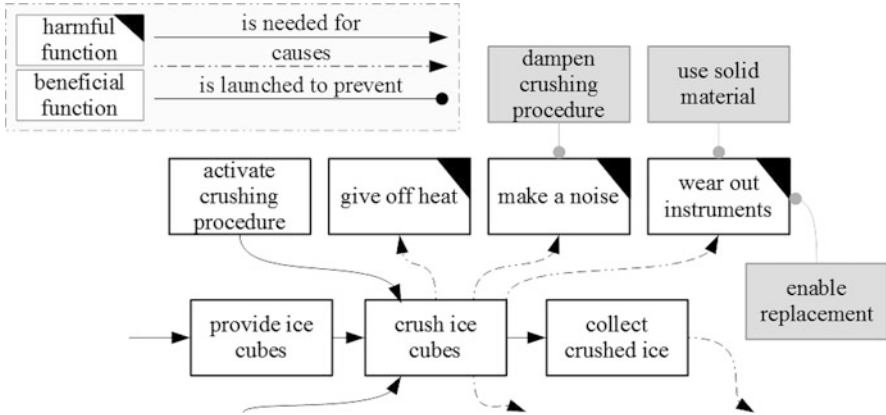 harmful
function
is needed for
causes
beneficial
function
is launched to prevent
dampen
crushing
procedure
use solid
material
activate
crushing
procedure
give off heat
make a noise
wear out
instruments
enable
replacement
provide ice
cubes
crush ice
cubes
collect
crushed ice